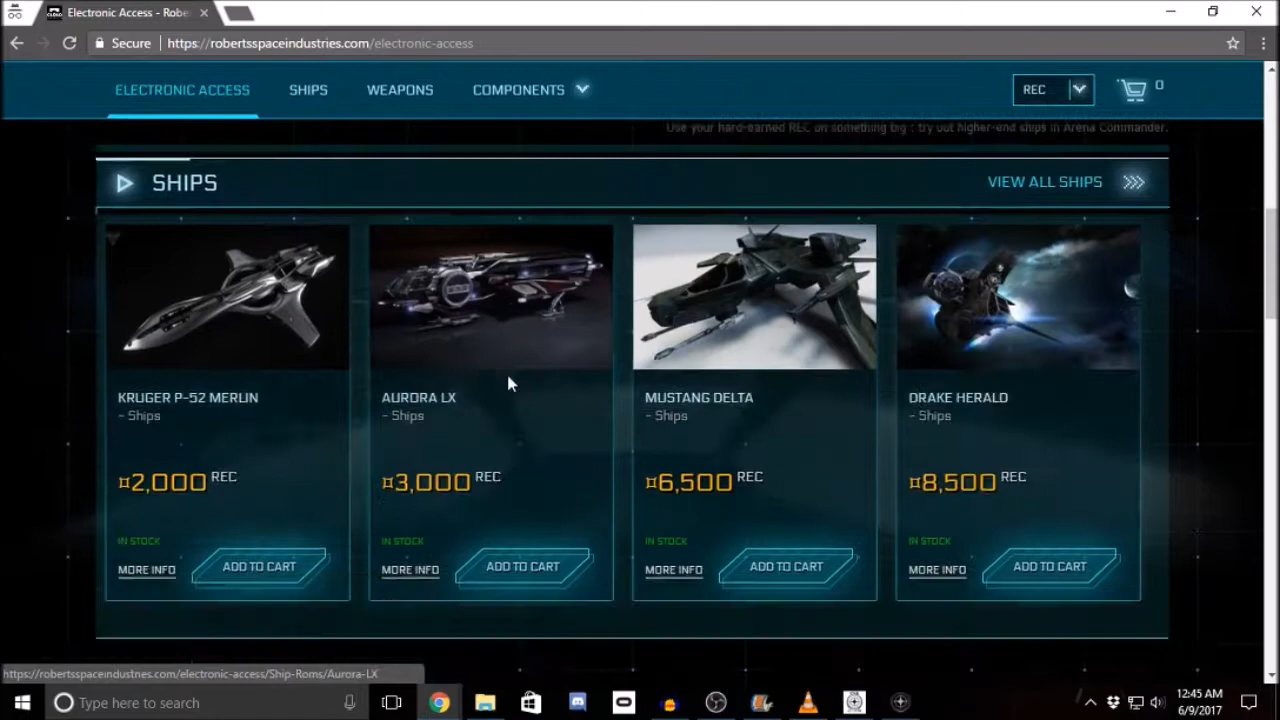 Electronic Access - Robe
Secure https://robertsspaceindustries.com/electronic-access
ELECTRONIC ACCESS SHIPS WEAPONS COMPONENTS REC 0
Use your hard-earned REC on something big : try out higher-end ships in Arena Commander.
SHIPS VIEW ALL SHIPS
KRUGER P-52 MERLIN AURORA LX MUSTANG DELTA DRAKE HERALD
- Ships - Ships - Ships - Ships
¤2,000 REC ¤3,000 REC ¤6,500 REC ¤8,500 REC
IN STOCK IN STOCK IN STOCK IN STOCK
MORE INFO ADD TO CART MORE INFO ADD TO CART MORE INFO ADD TO CART MORE INFO ADD TO CART
https://robertsspaceindustries.com/electronic-access/Ship-Roms/Aurora-LX
Type here to search
12:45 AM
6/9/2017